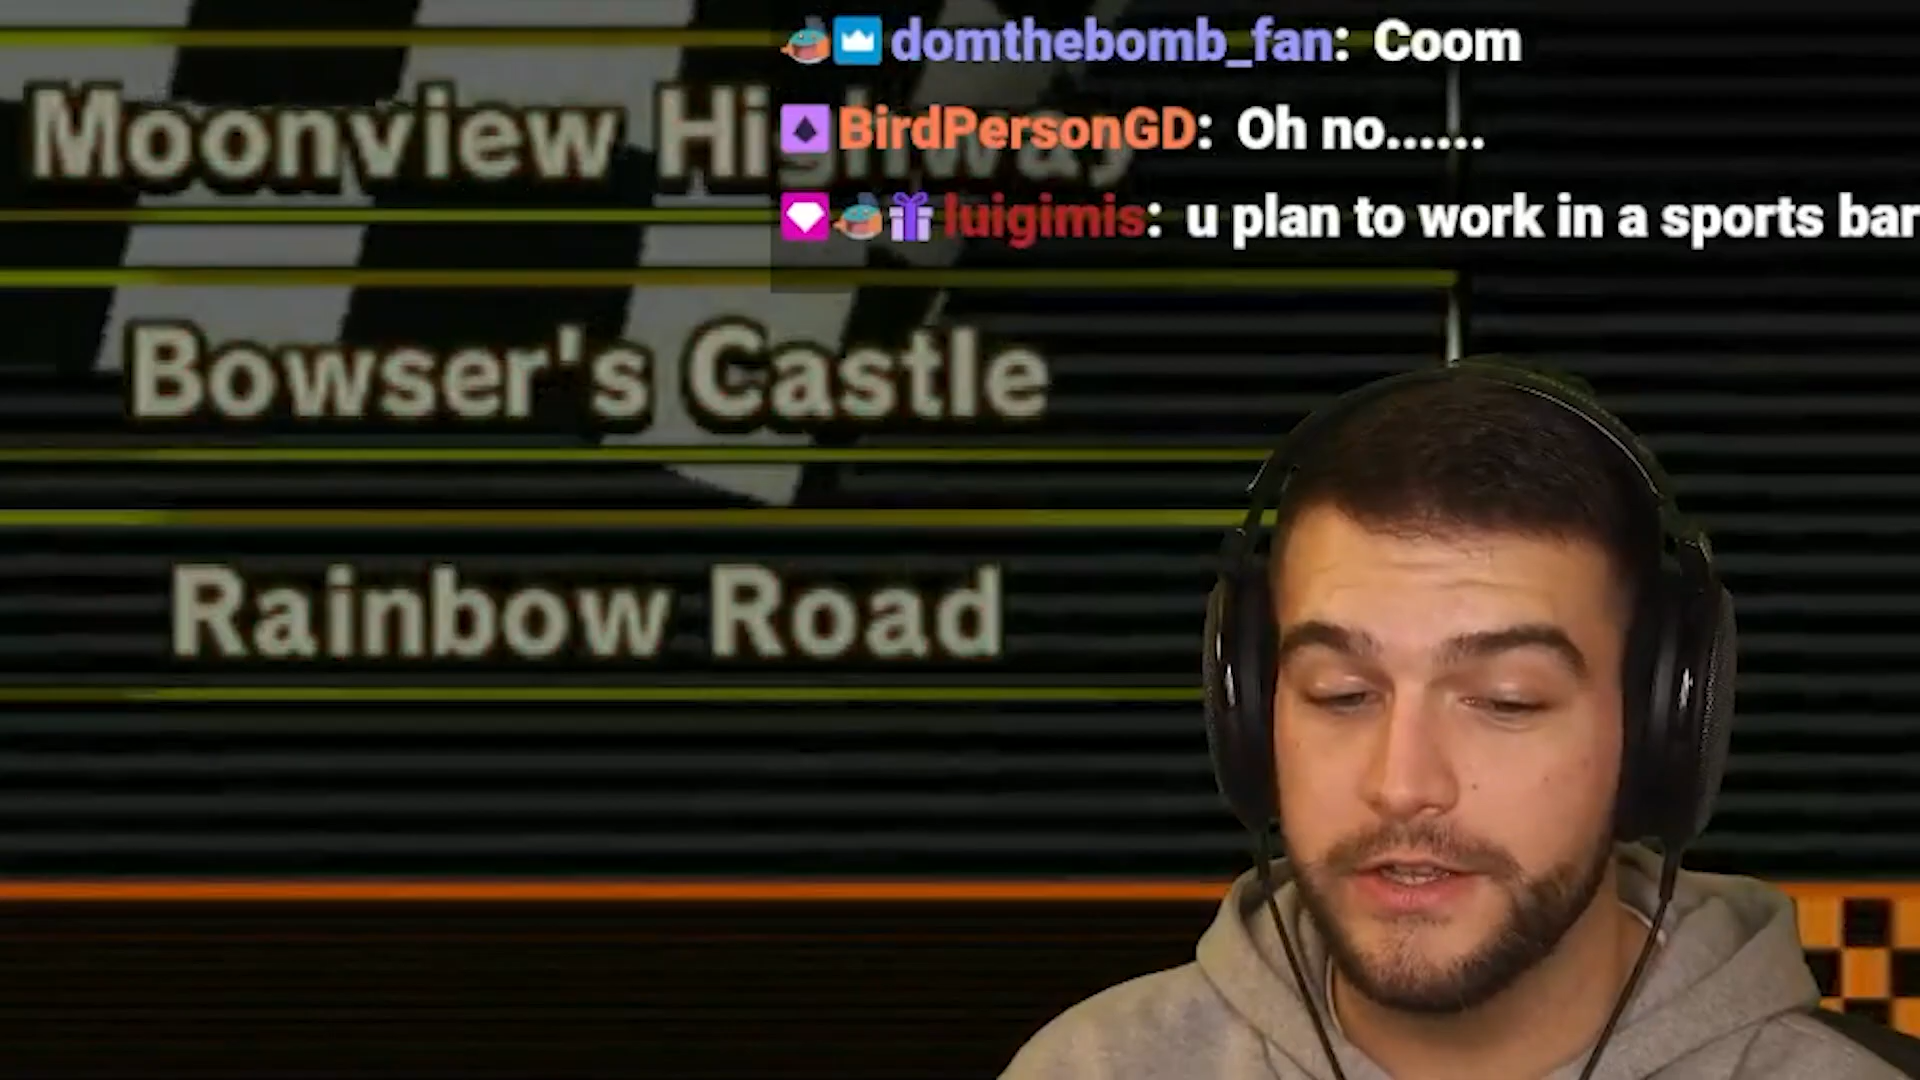 domthebomb_fan: Coom
Moonview Highway
BirdPersonGD: Oh no......
luigimis: u plan to work in a sports bar
Bowser's Castle
Rainbow Road